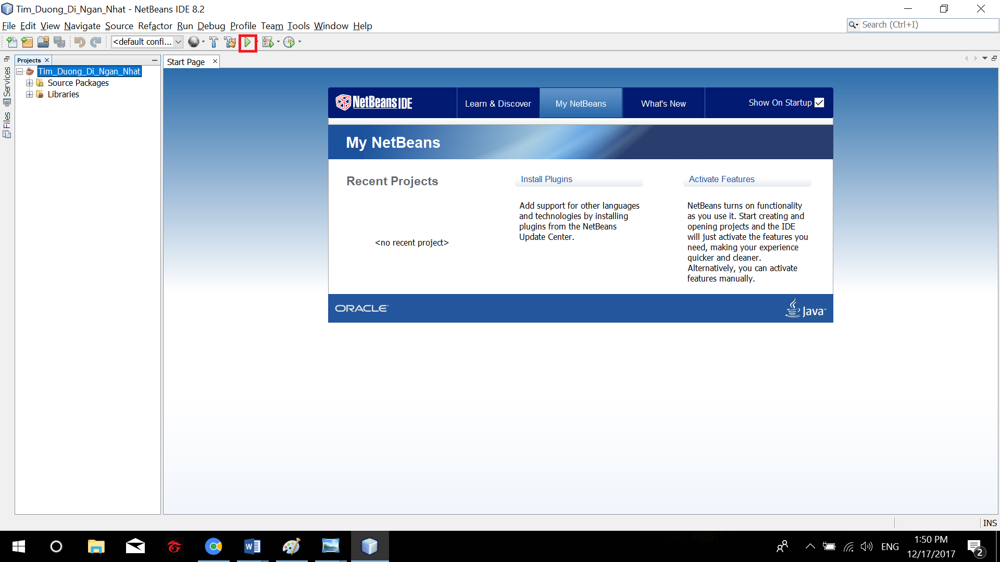 Tim_Duong_Di_Ngan_Nhat - NetBeans IDE 8.2
File Edit View Navigate Source Refactor Run Debug Profile Team Tools Window Help
Search (Ctrl+I)
<default confi...
Projects
Start Page
Services
Files
Tim_Duong_Di_Ngan_Nhat
Source Packages
Libraries
NetBeans IDE
Learn & Discover
My NetBeans
What's New
Show On Startup
My NetBeans
Recent Projects
<no recent project>
Install Plugins
Add support for other languages
and technologies by installing
plugins from the NetBeans
Update Center.
Activate Features
NetBeans turns on functionality
as you use it. Start creating and
opening projects and the IDE
will just activate the features you
need, making your experience
quicker and cleaner.
Alternatively, you can activate
features manually.
ORACLE
Java™
INS
ENG
1:50 PM
12/17/2017
2